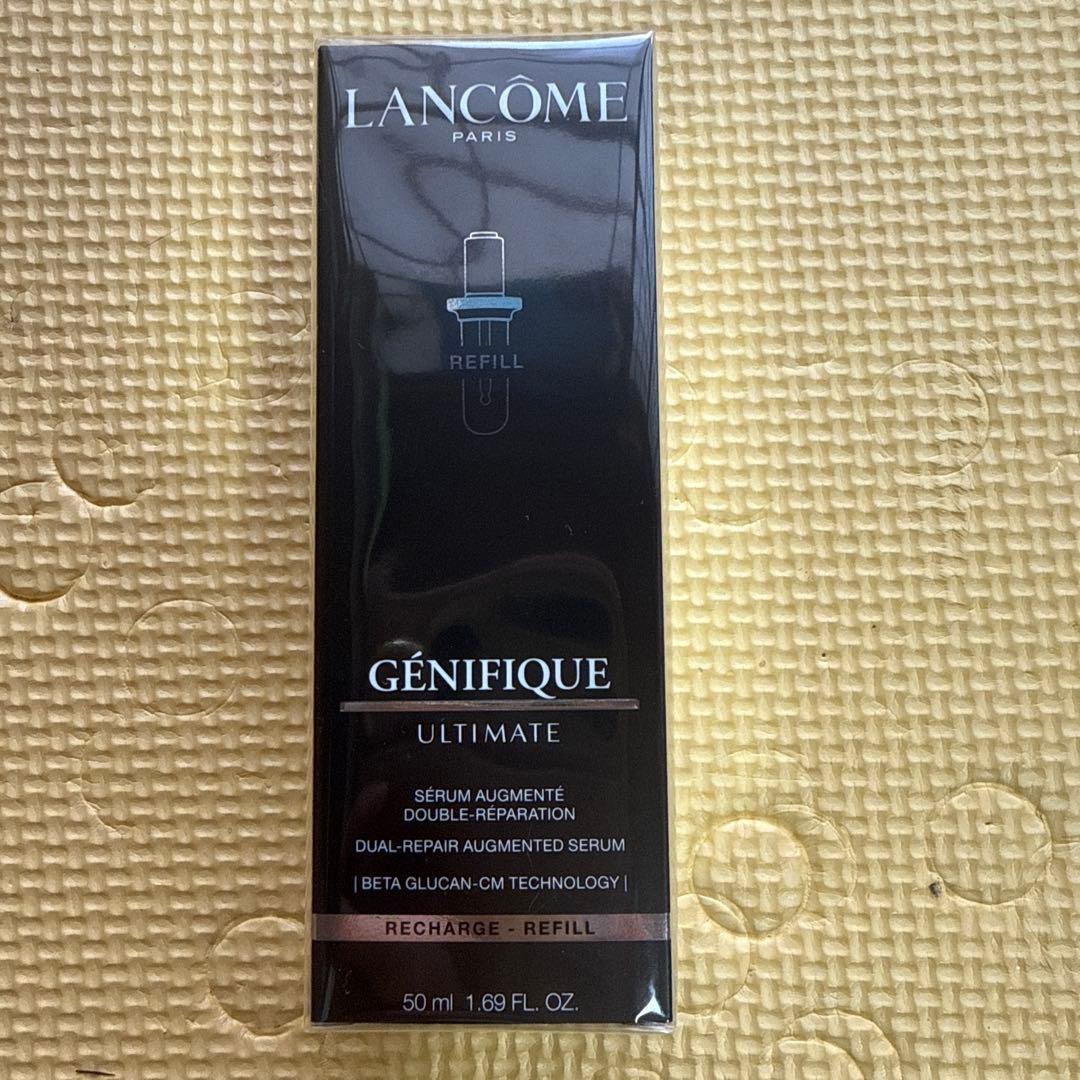 LANCÔME
PARIS
REFILL
GÉNIFIQUE
ULTIMATE
SÉRUM AUGMENTÉ
DOUBLE-RÉPARATION
DUAL-REPAIR AUGMENTED SERUM
| BETA GLUCAN-CM TECHNOLOGY |
RECHARGE - REFILL
50 ml 1.69 FL. OZ.